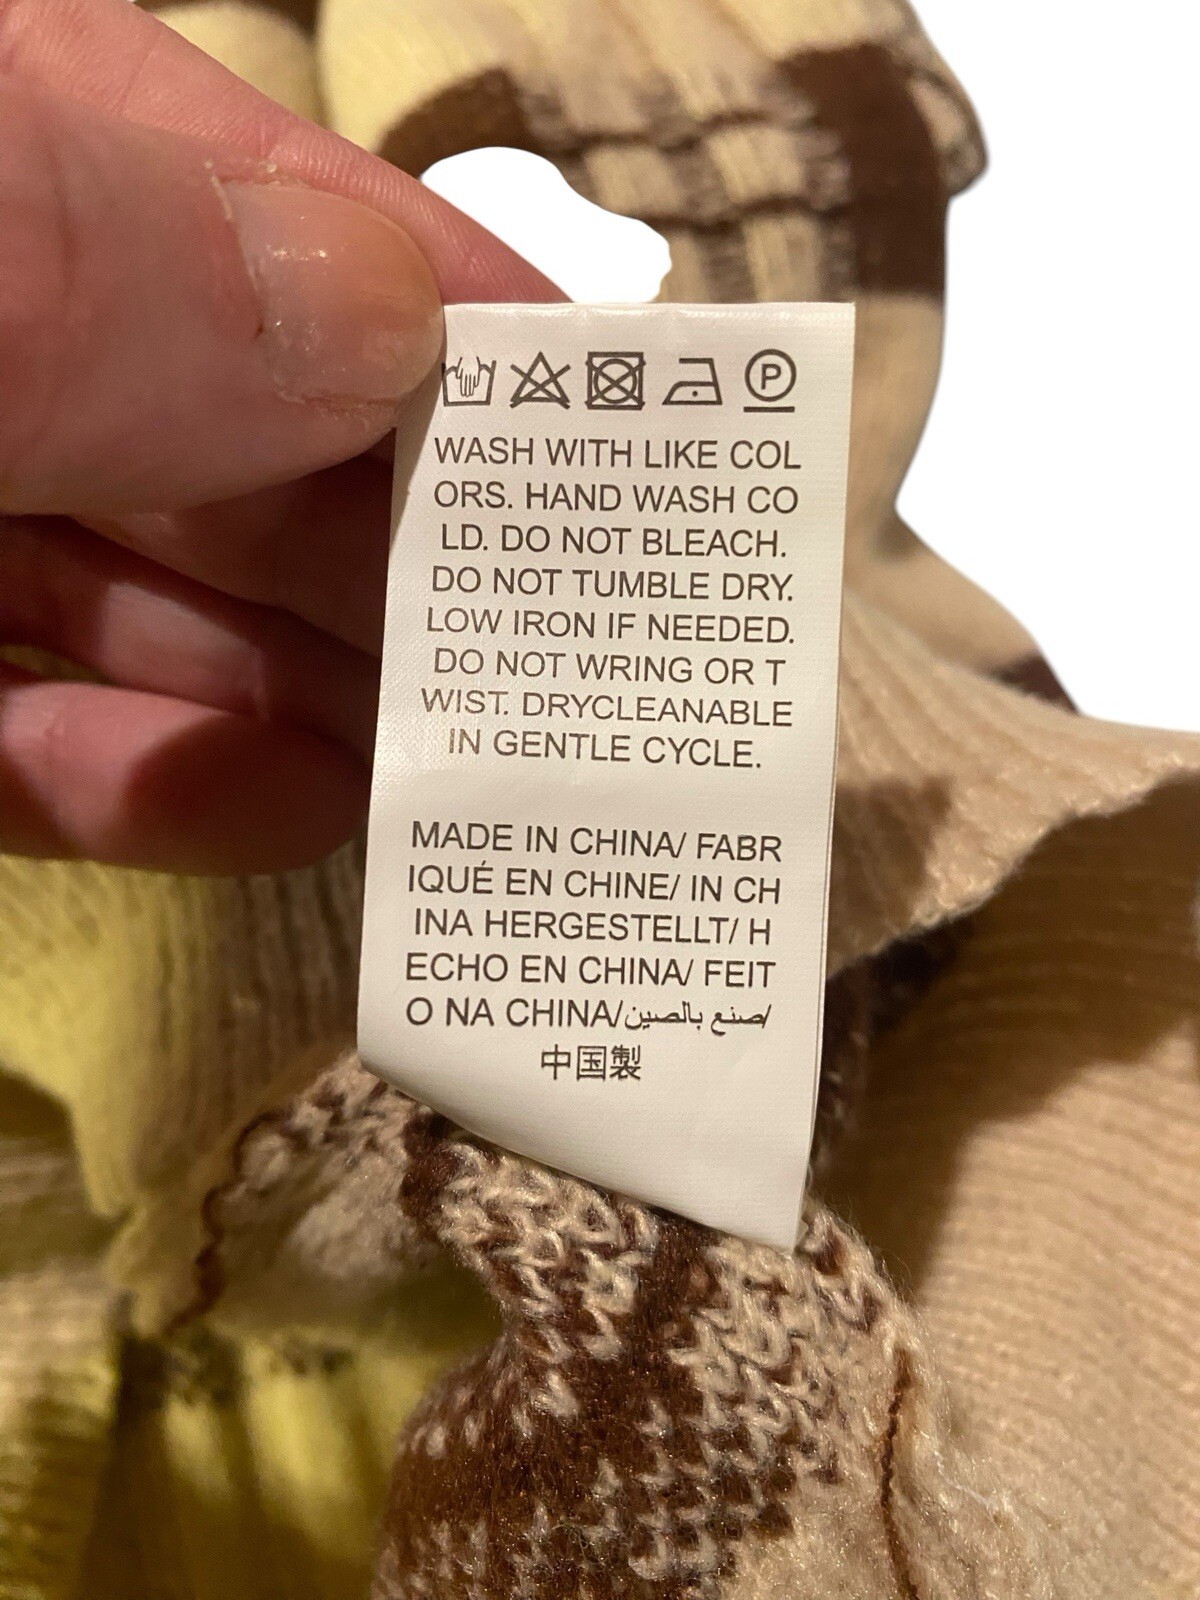 P
WASH WITH LIKE COL
ORS. HAND WASH CO
LD. DO NOT BLEACH.
DO NOT TUMBLE DRY.
LOW IRON IF NEEDED.
DO NOT WRING OR T
WIST. DRYCLEANABLE
IN GENTLE CYCLE.
MADE IN CHINA/ FABR
IQUÉ EN CHINE/ IN CH
INA HERGESTELLT/ H
ECHO EN CHINA/ FEIT
O NA CHINA/صنع بالصين/
中国製